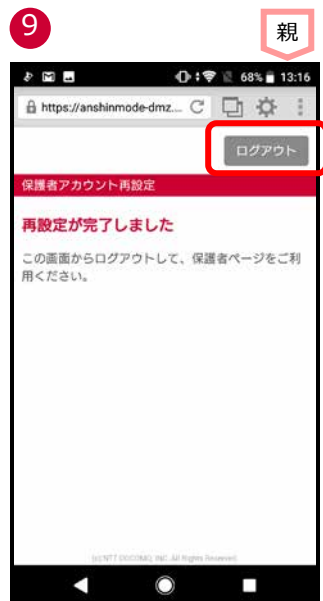 9
親
68% 13:16
https://anshinmode-dmz...
ログアウト
保護者アカウント再設定
再設定が完了しました
この画面からログアウトして、保護者ページをご利
用ください。
(c) NTT DOCOMO, INC. All Rights Reserved.